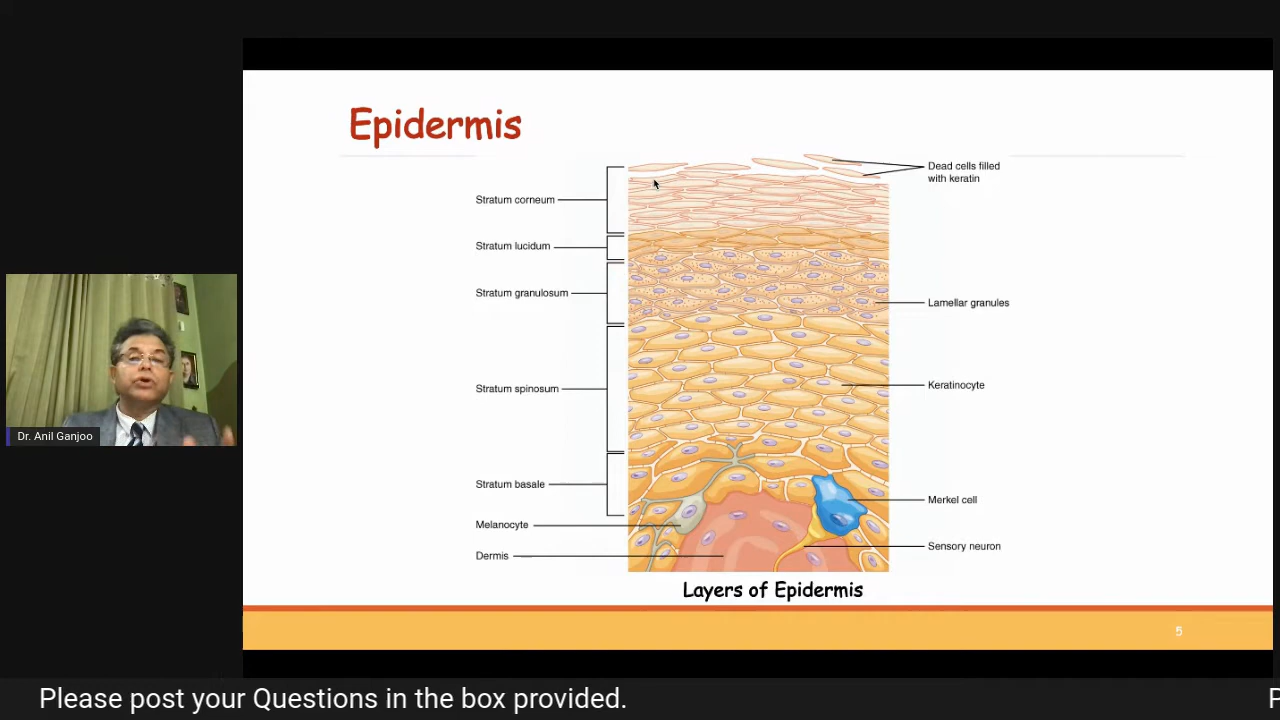 Epidermis
Dead cells filled
with keratin
Stratum corneum
Stratum lucidum
Stratum granulosum
Lamellar granules
Stratum spinosum
Keratinocyte
Stratum basale
Merkel cell
Melanocyte
Sensory neuron
Dermis
Layers of Epidermis
5
Dr. Anil Ganjoo
Please post your Questions in the box provided.